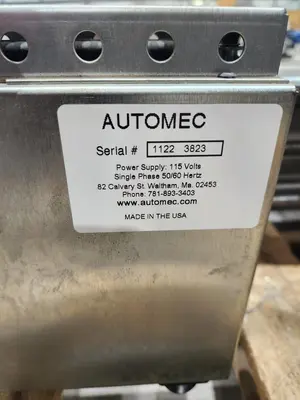 AUTOMEC
Serial # 1122 3823
Power Supply: 115 Volts
Single Phase 50/60 Hertz
82 Calvary St. Waltham, Ma. 02453
Phone: 781-893-3403
www.automec.com
MADE IN THE USA